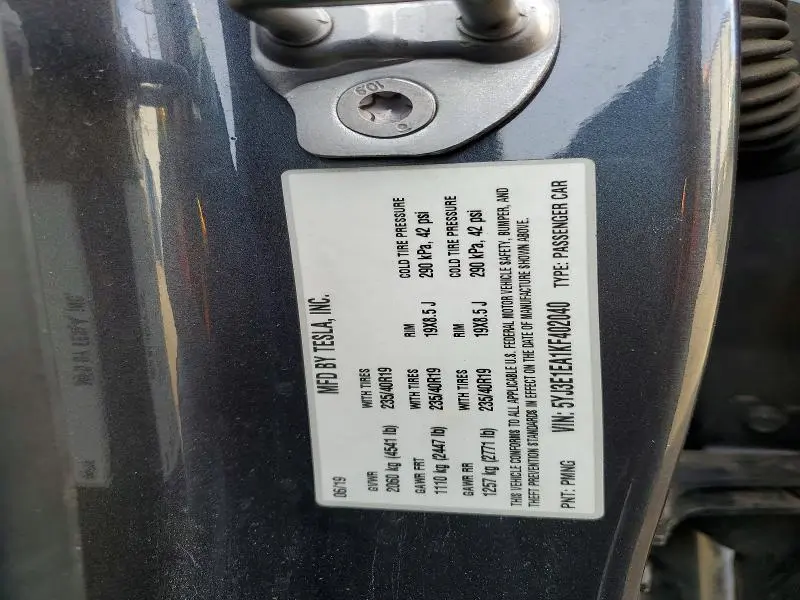 10.9
MFD BY TESLA, INC.
06/19
GVWR WITH TIRES RIM COLD TIRE PRESSURE
2060 kg (4541 lb) 235/40R19 19X8.5 J 290 kPa, 42 psi
GAWR FRT WITH TIRES
1110 kg (2447 lb) 235/40R19
GAWR RR WITH TIRES RIM COLD TIRE PRESSURE
1257 kg (2771 lb) 235/40R19 19X8.5 J 290 kPa, 42 psi
THIS VEHICLE CONFORMS TO ALL APPLICABLE U.S. FEDERAL MOTOR VEHICLE SAFETY, BUMPER, AND
THEFT PREVENTION STANDARDS IN EFFECT ON THE DATE OF MANUFACTURE SHOWN ABOVE.
PNT: PMNG VIN: 5YJ3E1EA1KF402040 TYPE: PASSENGER CAR